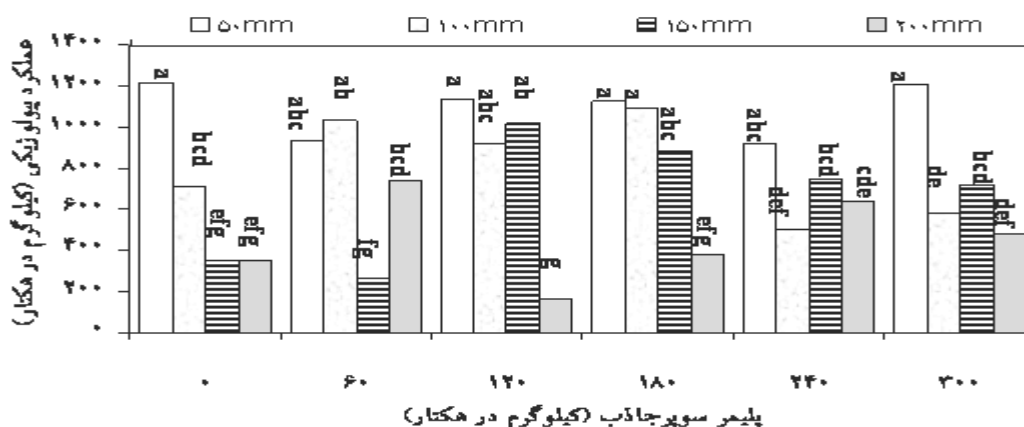 ۵۰mm ۱۰۰mm ۱۵۰mm ۲۰۰mm
عملکرد بیولوژیکی (کیلوگرم در هکتار)
۱۴۰۰
۱۲۰۰
۱۰۰۰
۸۰۰
۶۰۰
۴۰۰
۲۰۰
۰
a bcd efg efg
abc ab fg bcd
a abc ab g
a a abc efg
abc def bcd cde
a de bcd def
۰ ۶۰ ۱۲۰ ۱۸۰ ۲۴۰ ۳۰۰
پلیمر سوپرجاذب (کیلوگرم در هکتار)